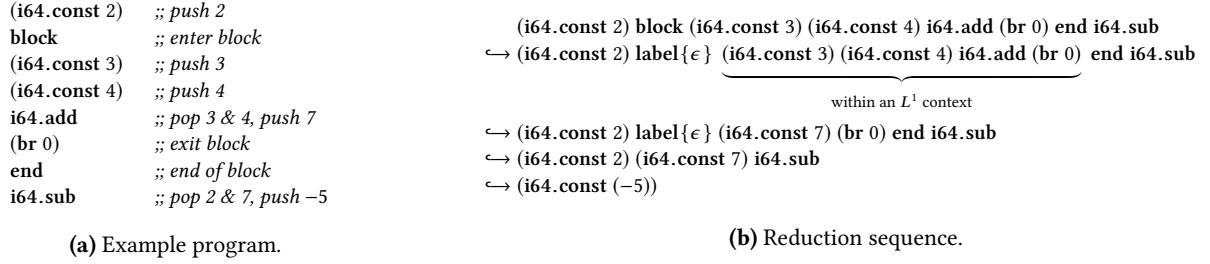 (i64.const 2) ;; push 2
block ;; enter block
(i64.const 3) ;; push 3
(i64.const 4) ;; push 4
i64.add ;; pop 3 & 4, push 7
(br 0) ;; exit block
end ;; end of block
i64.sub ;; pop 2 & 7, push −5
(a) Example program.
(i64.const 2) block (i64.const 3) (i64.const 4) i64.add (br 0) end i64.sub
↪ (i64.const 2) label{ϵ} (i64.const 3) (i64.const 4) i64.add (br 0) end i64.sub
within an L¹ context
↪ (i64.const 2) label{ϵ} (i64.const 7) (br 0) end i64.sub
↪ (i64.const 2) (i64.const 7) i64.sub
↪ (i64.const (−5))
(b) Reduction sequence.